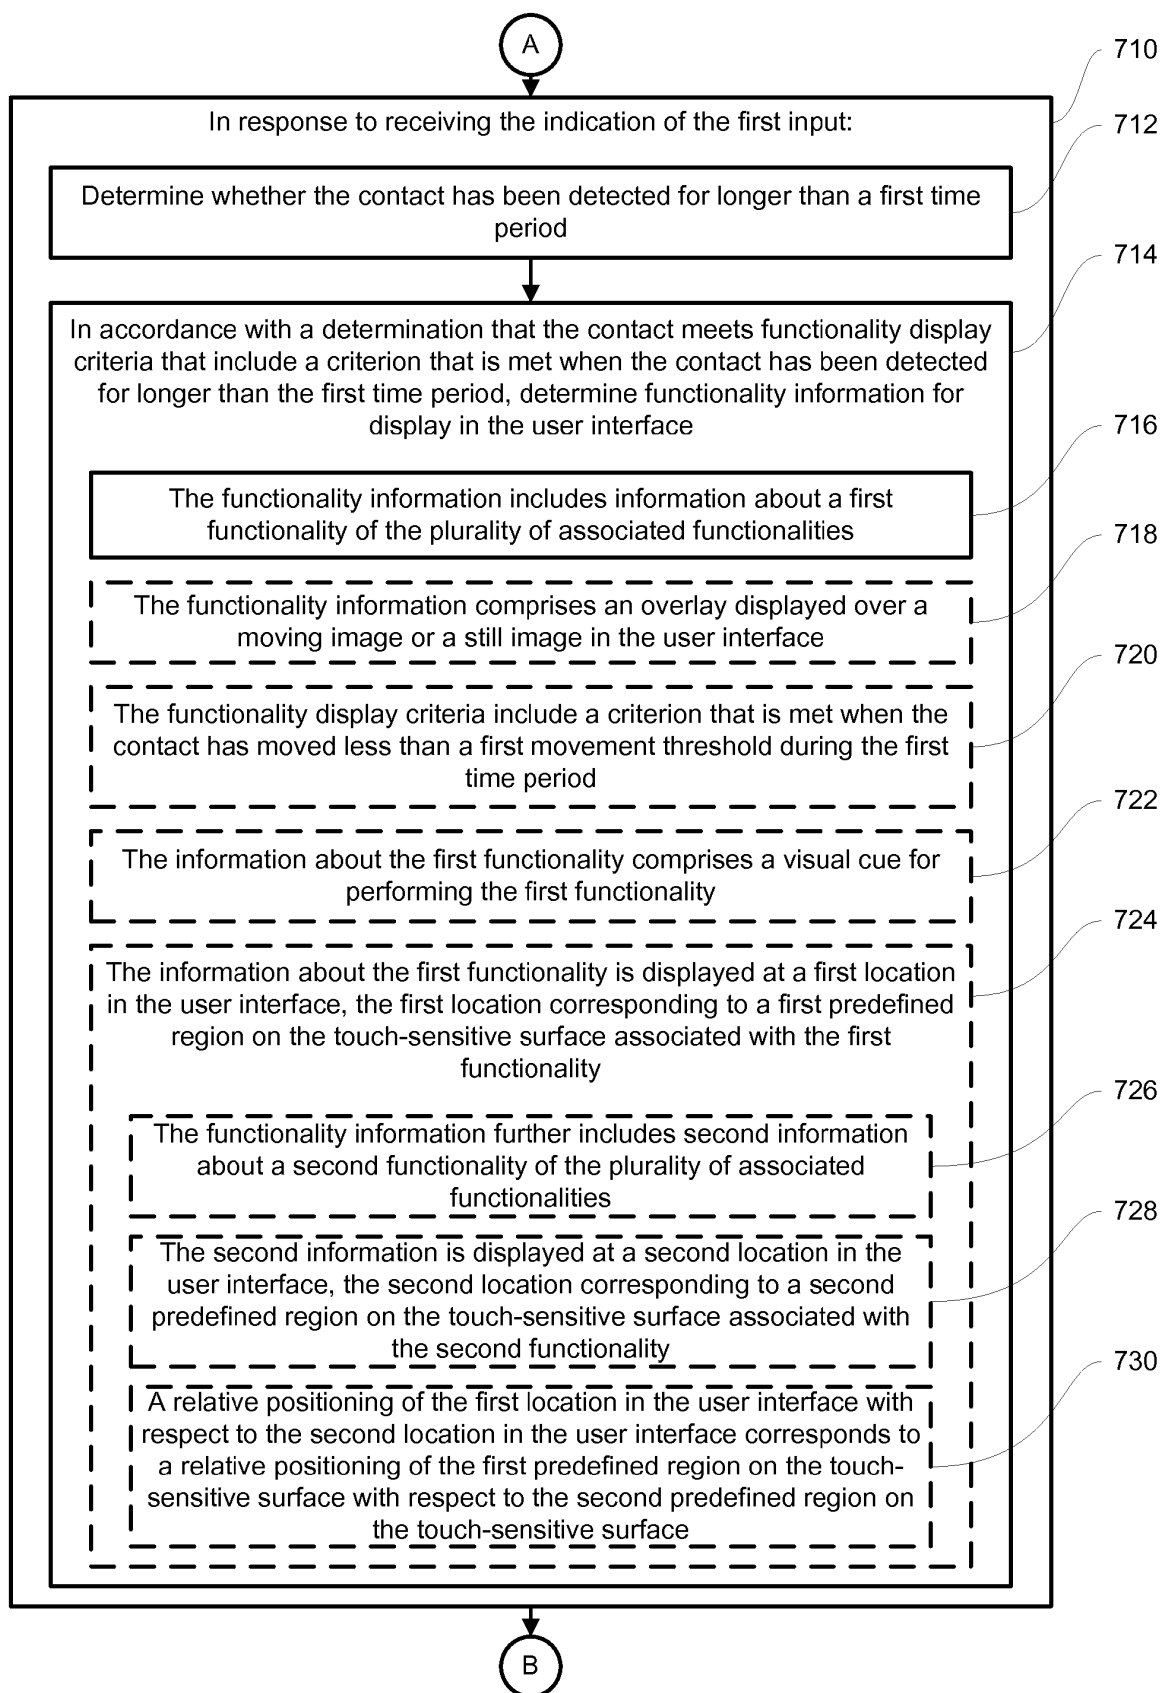 A
710
In response to receiving the indication of the first input:
712
Determine whether the contact has been detected for longer than a first time
period
714
In accordance with a determination that the contact meets functionality display
criteria that include a criterion that is met when the contact has been detected
for longer than the first time period, determine functionality information for
display in the user interface
716
The functionality information includes information about a first
functionality of the plurality of associated functionalities
718
The functionality information comprises an overlay displayed over a
moving image or a still image in the user interface
720
The functionality display criteria include a criterion that is met when the
contact has moved less than a first movement threshold during the first
time period
722
The information about the first functionality comprises a visual cue for
performing the first functionality
724
The information about the first functionality is displayed at a first location
in the user interface, the first location corresponding to a first predefined
region on the touch-sensitive surface associated with the first
functionality
726
The functionality information further includes second information
about a second functionality of the plurality of associated
functionalities
728
The second information is displayed at a second location in the
user interface, the second location corresponding to a second
predefined region on the touch-sensitive surface associated with
the second functionality
730
A relative positioning of the first location in the user interface with
respect to the second location in the user interface corresponds to
a relative positioning of the first predefined region on the touch-
sensitive surface with respect to the second predefined region on
the touch-sensitive surface
B